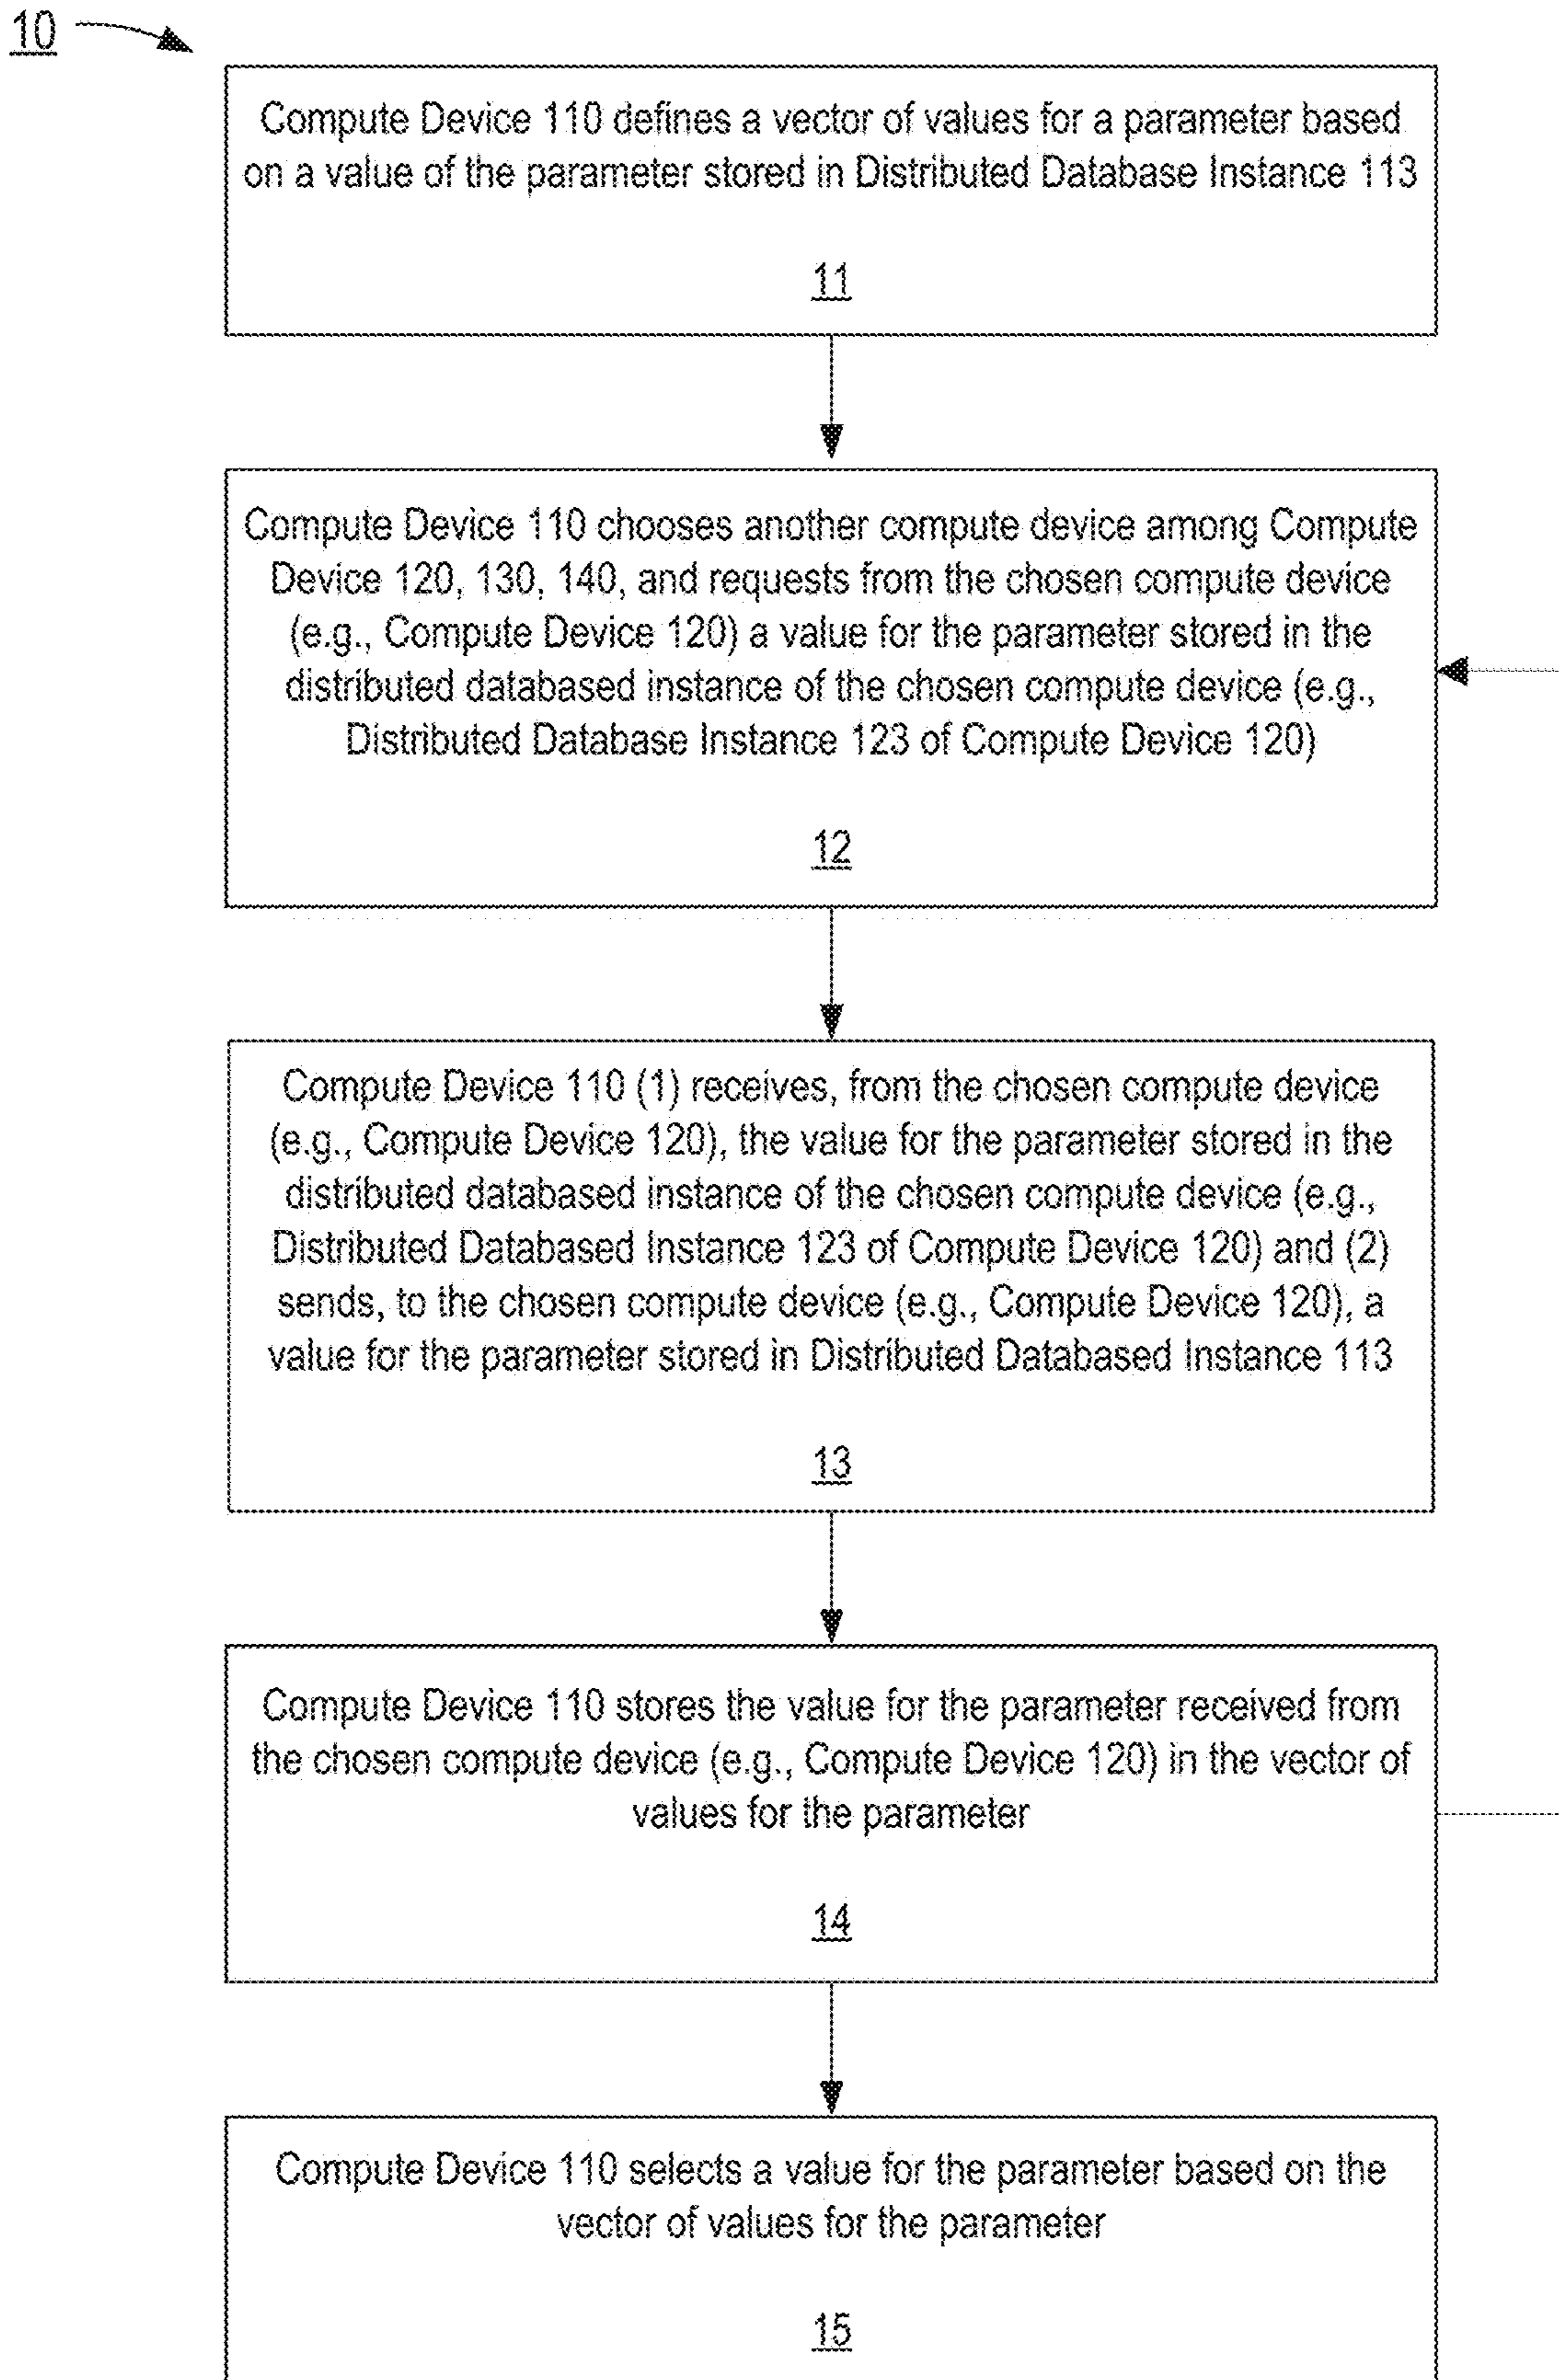 10
Compute Device 110 defines a vector of values for a parameter based
on a value of the parameter stored in Distributed Database Instance 113
11
Compute Device 110 chooses another compute device among Compute
Device 120, 130, 140, and requests from the chosen compute device
(e.g., Compute Device 120) a value for the parameter stored in the
distributed databased instance of the chosen compute device (e.g.,
Distributed Database Instance 123 of Compute Device 120)
12
Compute Device 110 (1) receives, from the chosen compute device
(e.g., Compute Device 120), the value for the parameter stored in the
distributed databased instance of the chosen compute device (e.g.,
Distributed Databased Instance 123 of Compute Device 120) and (2)
sends, to the chosen compute device (e.g., Compute Device 120), a
value for the parameter stored in Distributed Databased Instance 113
13
Compute Device 110 stores the value for the parameter received from
the chosen compute device (e.g., Compute Device 120) in the vector of
values for the parameter
14
Compute Device 110 selects a value for the parameter based on the
vector of values for the parameter
15